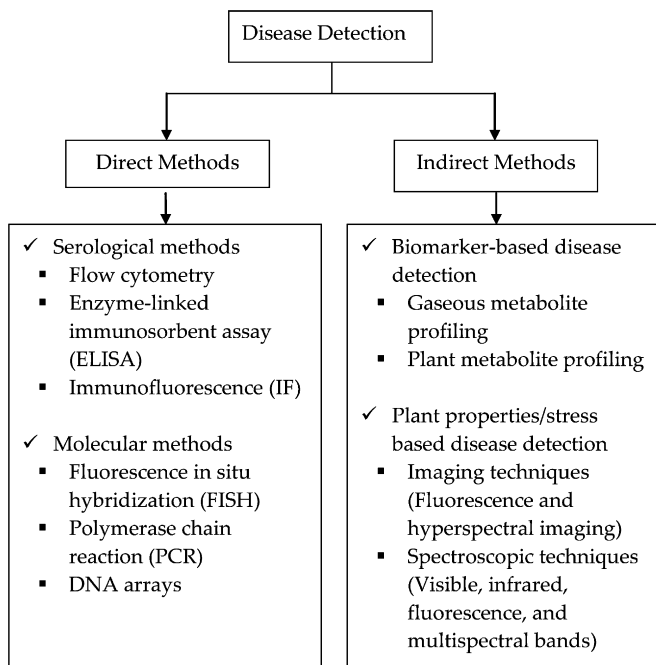 Disease Detection
Direct Methods
Indirect Methods
✓ Serological methods
▪ Flow cytometry
▪ Enzyme-linked
immunosorbent assay
(ELISA)
▪ Immunofluorescence (IF)
✓ Molecular methods
▪ Fluorescence in situ
hybridization (FISH)
▪ Polymerase chain
reaction (PCR)
▪ DNA arrays
✓ Biomarker-based disease
detection
▪ Gaseous metabolite
profiling
▪ Plant metabolite profiling
✓ Plant properties/stress
based disease detection
▪ Imaging techniques
(Fluorescence and
hyperspectral imaging)
▪ Spectroscopic techniques
(Visible, infrared,
fluorescence, and
multispectral bands)